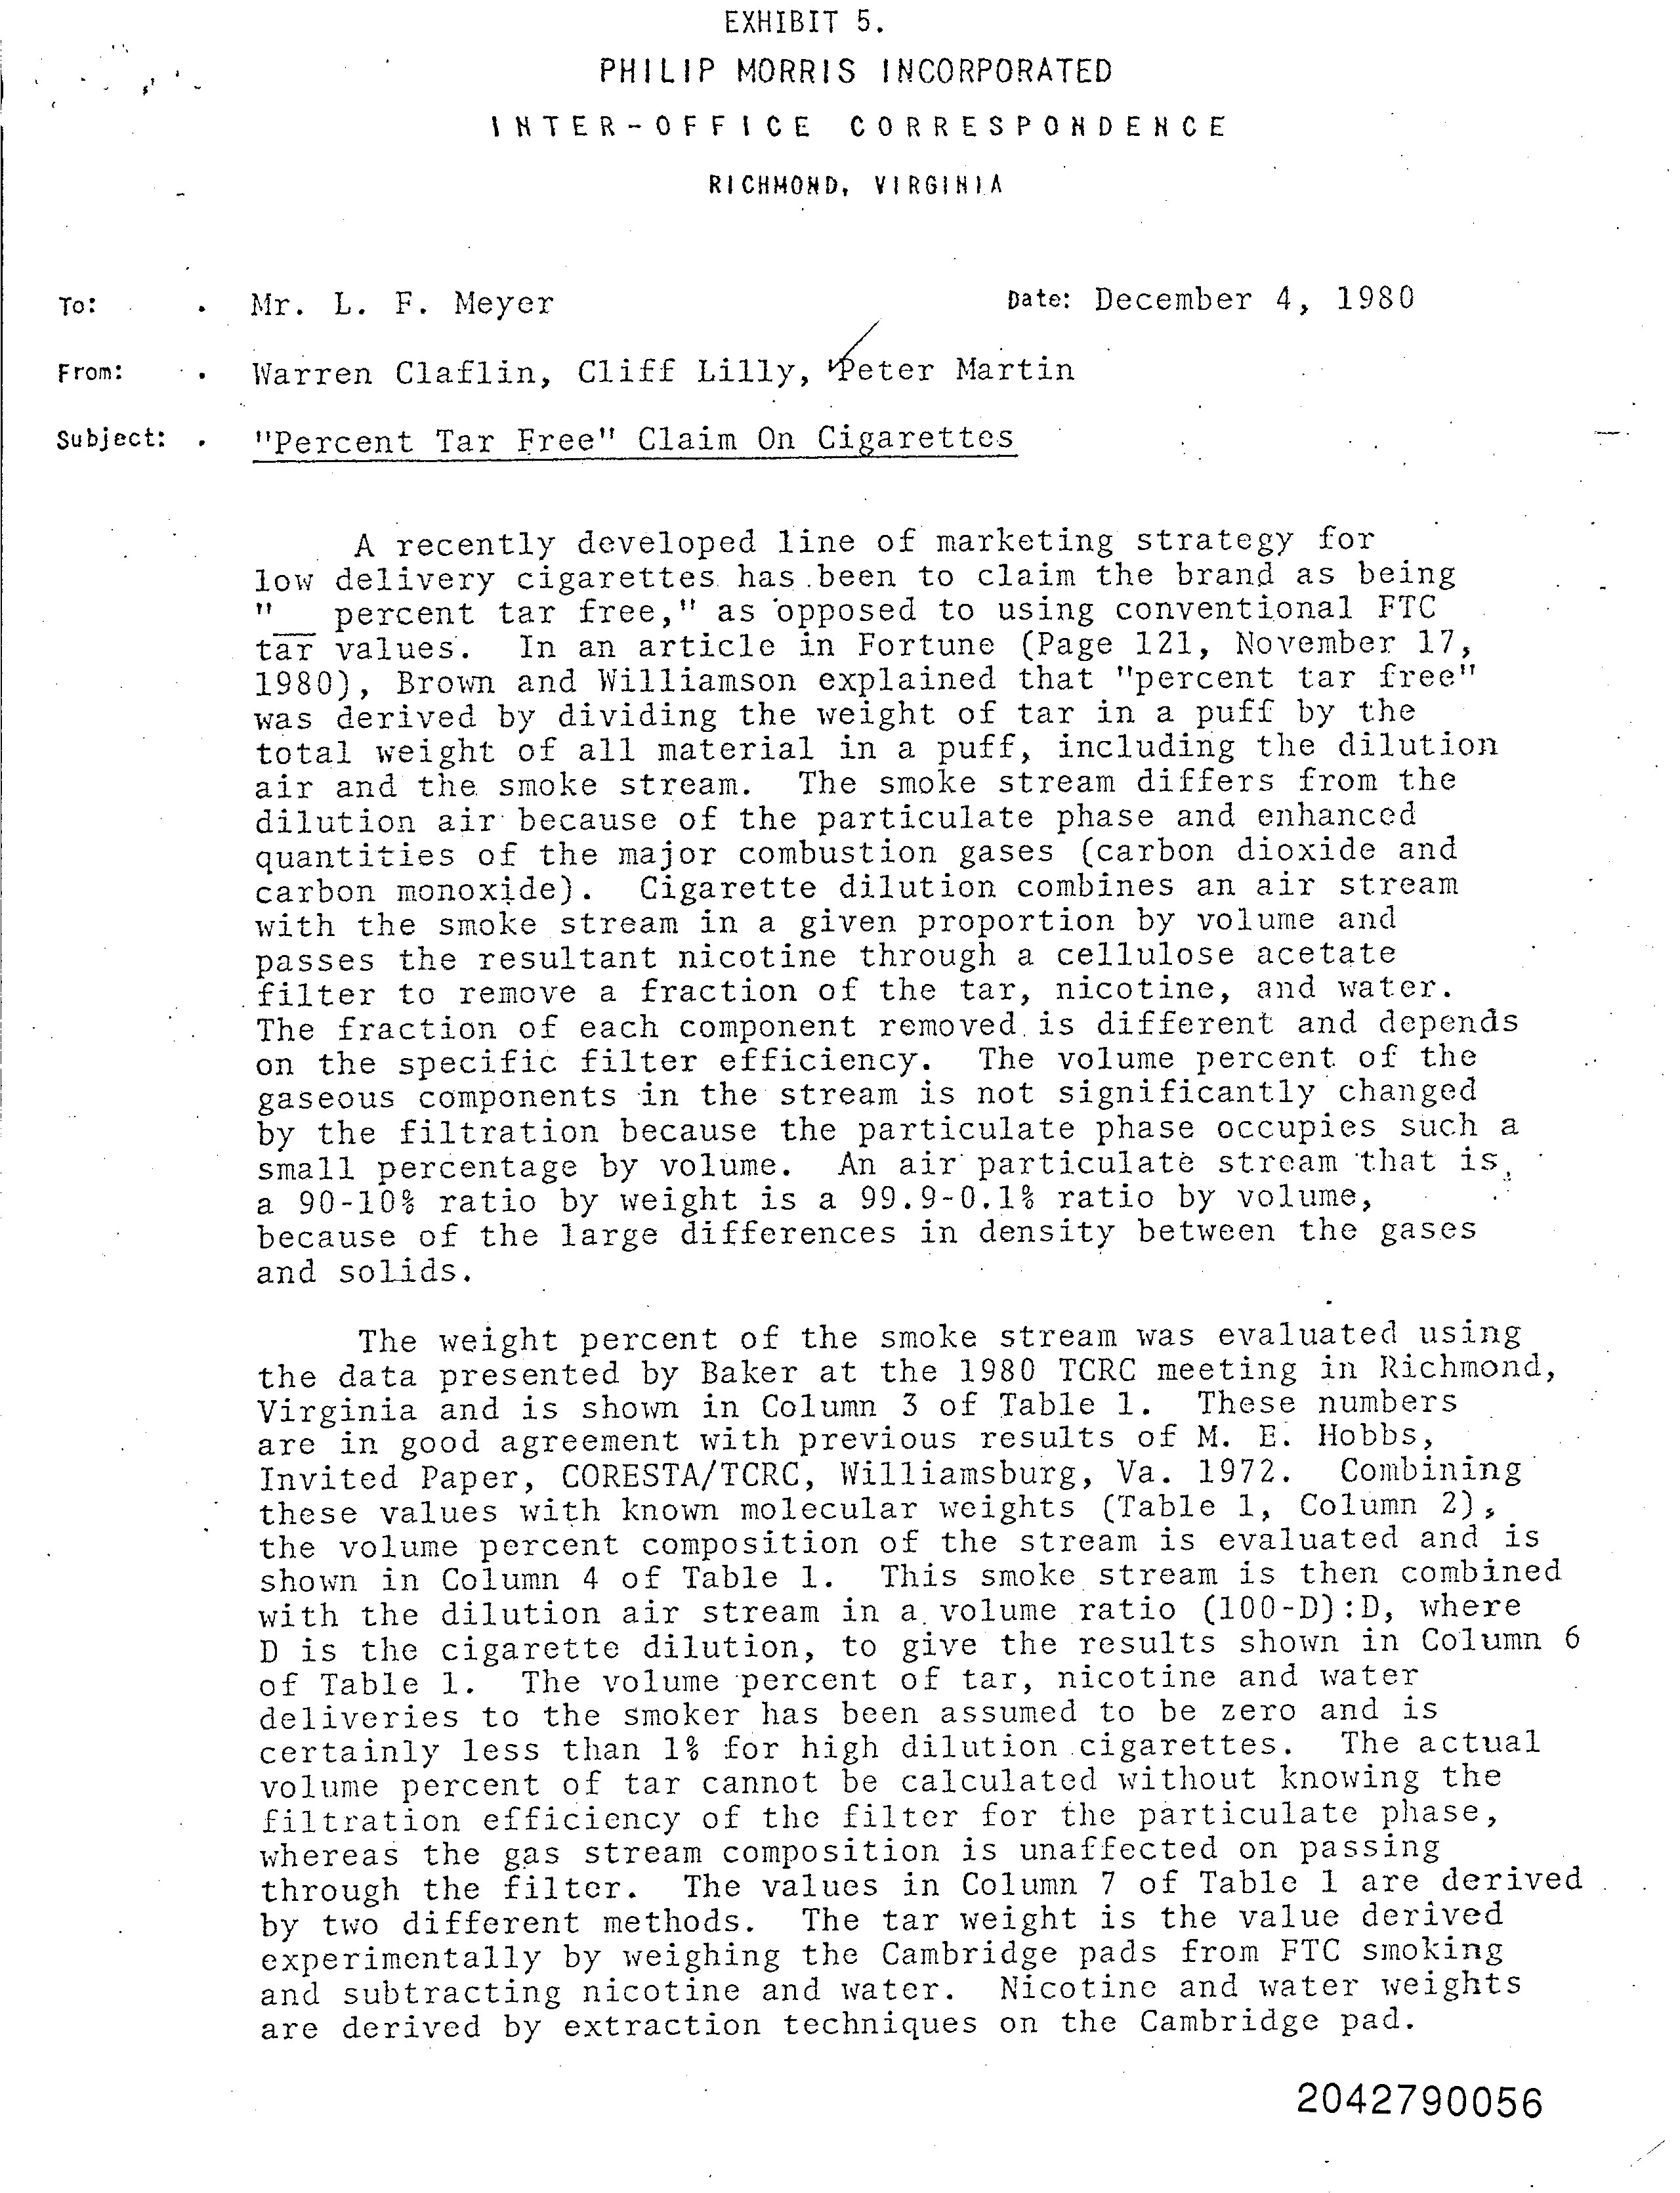 EXHIBIT 5.
PHILIP MORRIS INCORPORATED
INTER-OFFICE CORRESPONDENCE
RICHMOND, VIRGINIA
To: . Mr. L. F. Meyer Date: December 4, 1980
From: . Warren Claflin, Cliff Lilly, Peter Martin
Subject: . "Percent Tar Free" Claim On Cigarettes
A recently developed line of marketing strategy for
low delivery cigarettes has been to claim the brand as being
"__ percent tar free," as opposed to using conventional FTC
tar values. In an article in Fortune (Page 121, November 17,
1980), Brown and Williamson explained that "percent tar free"
was derived by dividing the weight of tar in a puff by the
total weight of all material in a puff, including the dilution
air and the smoke stream. The smoke stream differs from the
dilution air because of the particulate phase and enhanced
quantities of the major combustion gases (carbon dioxide and
carbon monoxide). Cigarette dilution combines an air stream
with the smoke stream in a given proportion by volume and
passes the resultant nicotine through a cellulose acetate
filter to remove a fraction of the tar, nicotine, and water.
The fraction of each component removed is different and depends
on the specific filter efficiency. The volume percent of the
gaseous components in the stream is not significantly changed
by the filtration because the particulate phase occupies such a
small percentage by volume. An air particulate stream that is,
a 90-10% ratio by weight is a 99.9-0.1% ratio by volume,
because of the large differences in density between the gases
and solids.
The weight percent of the smoke stream was evaluated using
the data presented by Baker at the 1980 TCRC meeting in Richmond,
Virginia and is shown in Column 3 of Table 1. These numbers
are in good agreement with previous results of M. E. Hobbs,
Invited Paper, CORESTA/TCRC, Williamsburg, Va. 1972. Combining
these values with known molecular weights (Table 1, Column 2),
the volume percent composition of the stream is evaluated and is
shown in Column 4 of Table 1. This smoke stream is then combined
with the dilution air stream in a volume ratio (100-D):D, where
D is the cigarette dilution, to give the results shown in Column 6
of Table 1. The volume percent of tar, nicotine and water
deliveries to the smoker has been assumed to be zero and is
certainly less than 1% for high dilution cigarettes. The actual
volume percent of tar cannot be calculated without knowing the
filtration efficiency of the filter for the particulate phase,
whereas the gas stream composition is unaffected on passing
through the filter. The values in Column 7 of Table 1 are derived
by two different methods. The tar weight is the value derived
experimentally by weighing the Cambridge pads from FTC smoking
and subtracting nicotine and water. Nicotine and water weights
are derived by extraction techniques on the Cambridge pad.
2042790056